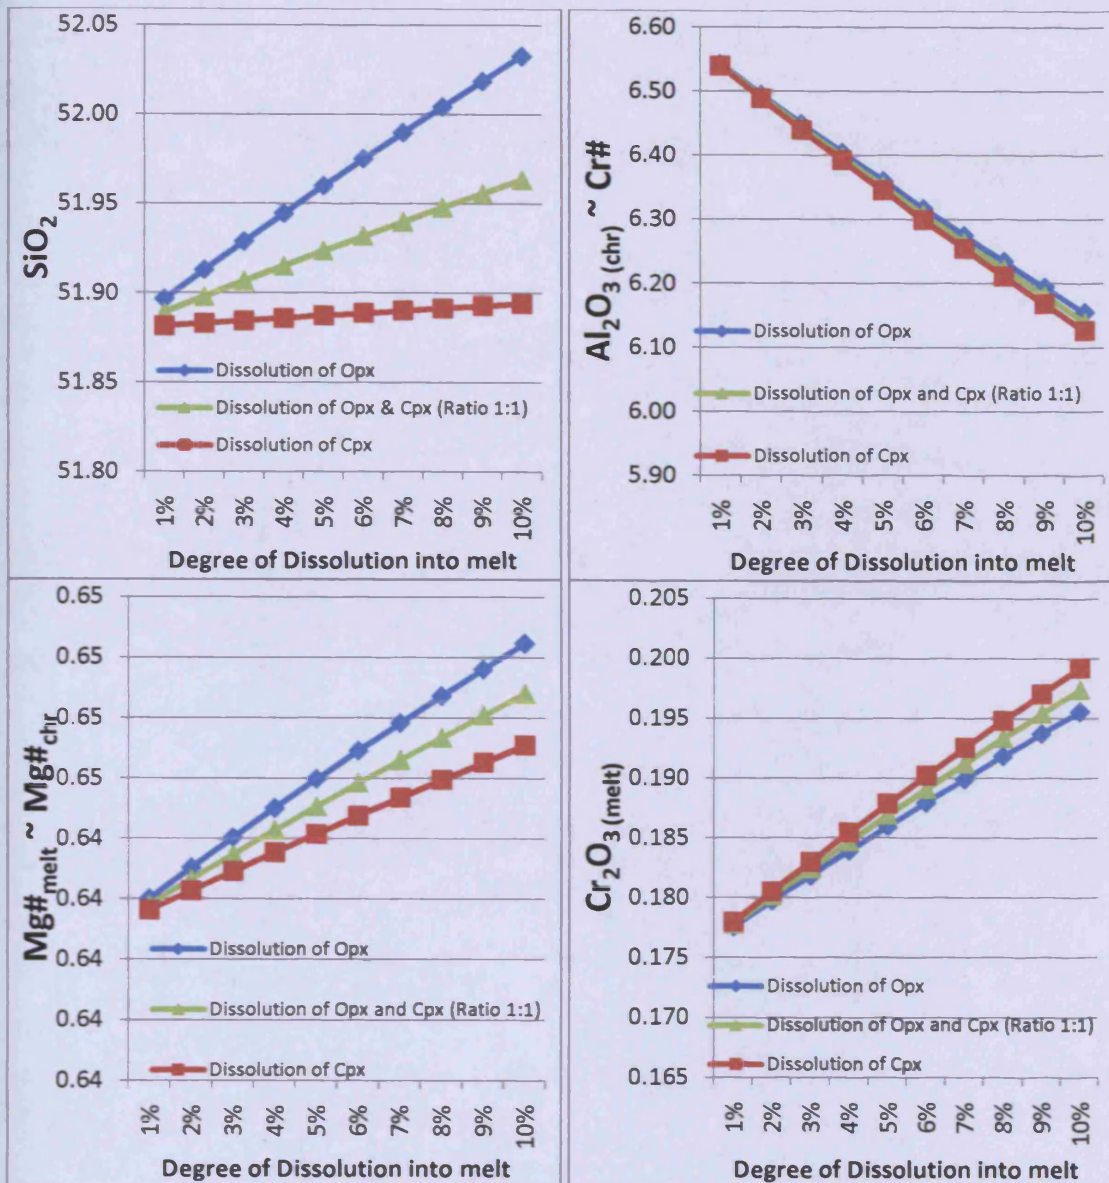 52.05
52.00
51.95
51.90
51.85
51.80
SiO2
Dissolution of Opx
Dissolution of Opx & Cpx (Ratio 1:1)
Dissolution of Cpx
1% 2% 3% 4% 5% 6% 7% 8% 9% 10%
Degree of Dissolution into melt
6.60
6.50
6.40
6.30
6.20
6.10
6.00
5.90
Al2O3 (chr) ~ Cr#
Dissolution of Opx
Dissolution of Opx and Cpx (Ratio 1:1)
Dissolution of Cpx
1% 2% 3% 4% 5% 6% 7% 8% 9% 10%
Degree of Dissolution into melt
0.65
0.65
0.65
0.65
0.64
0.64
0.64
0.64
0.64
Mg#melt ~ Mg#chr
Dissolution of Opx
Dissolution of Opx and Cpx (Ratio 1:1)
Dissolution of Cpx
1% 2% 3% 4% 5% 6% 7% 8% 9% 10%
Degree of Dissolution into melt
0.205
0.200
0.195
0.190
0.185
0.180
0.175
0.170
0.165
Cr2O3 (melt)
Dissolution of Opx
Dissolution of Opx and Cpx (Ratio 1:1)
Dissolution of Cpx
1% 2% 3% 4% 5% 6% 7% 8% 9% 10%
Degree of Dissolution into melt